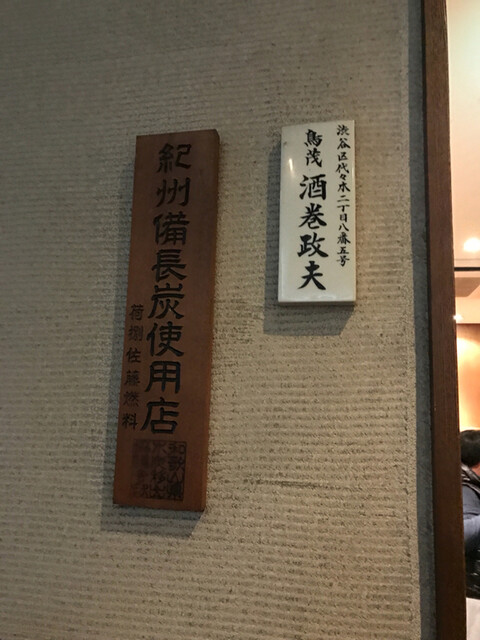 渋谷区代々木二丁目八番五号
鳥茂 酒巻政夫
紀州備長炭使用店
荷捌 佐藤燃料